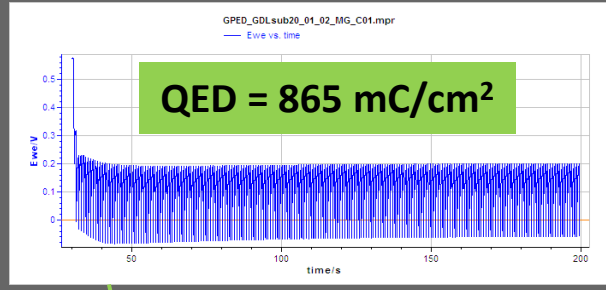 GPED_GDLsub20_01_02_MG_C01.mpr
Ewe vs. time
QED = 865 mC/cm²
Ewe/V
0.5
0.4
0.3
0.2
0.1
0
50
100
150
200
time/s